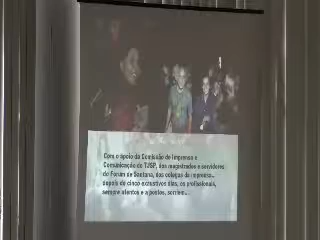 Com o apoio da Comissão de Imprensa e
Comunicação do TJSP, dos magistrados e servidores
do Fórum de Santana, dos colegas da imprensa...
depois de cinco exaustivos dias, os profissionais,
sempre atentos e a postos, sorriem...